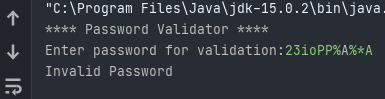 "C:\Program Files\Java\jdk-15.0.2\bin\java.
**** Password Validator ****
Enter password for validation:23ioPP%A%*A
Invalid Password